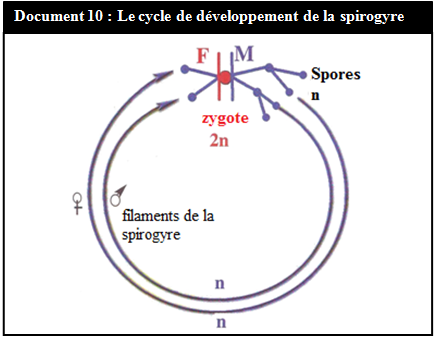 Document 10 : Le cycle de développement de la spirogyre
F M
Spores
n
zygote
2n
♀
♂
filaments de la
spirogyre
n
n